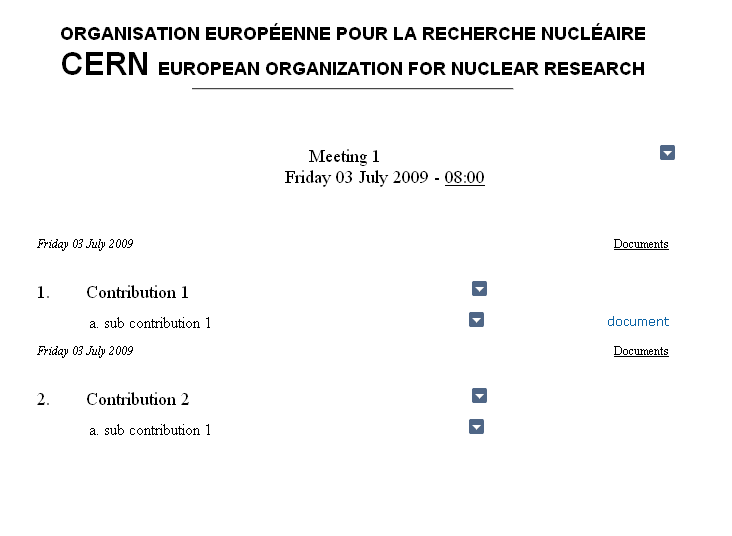 ORGANISATION EUROPÉENNE POUR LA RECHERCHE NUCLÉAIRE
CERN EUROPEAN ORGANIZATION FOR NUCLEAR RESEARCH
Meeting 1
Friday 03 July 2009 - 08:00
Friday 03 July 2009 Documents
1. Contribution 1
a. sub contribution 1 document
Friday 03 July 2009 Documents
2. Contribution 2
a. sub contribution 1